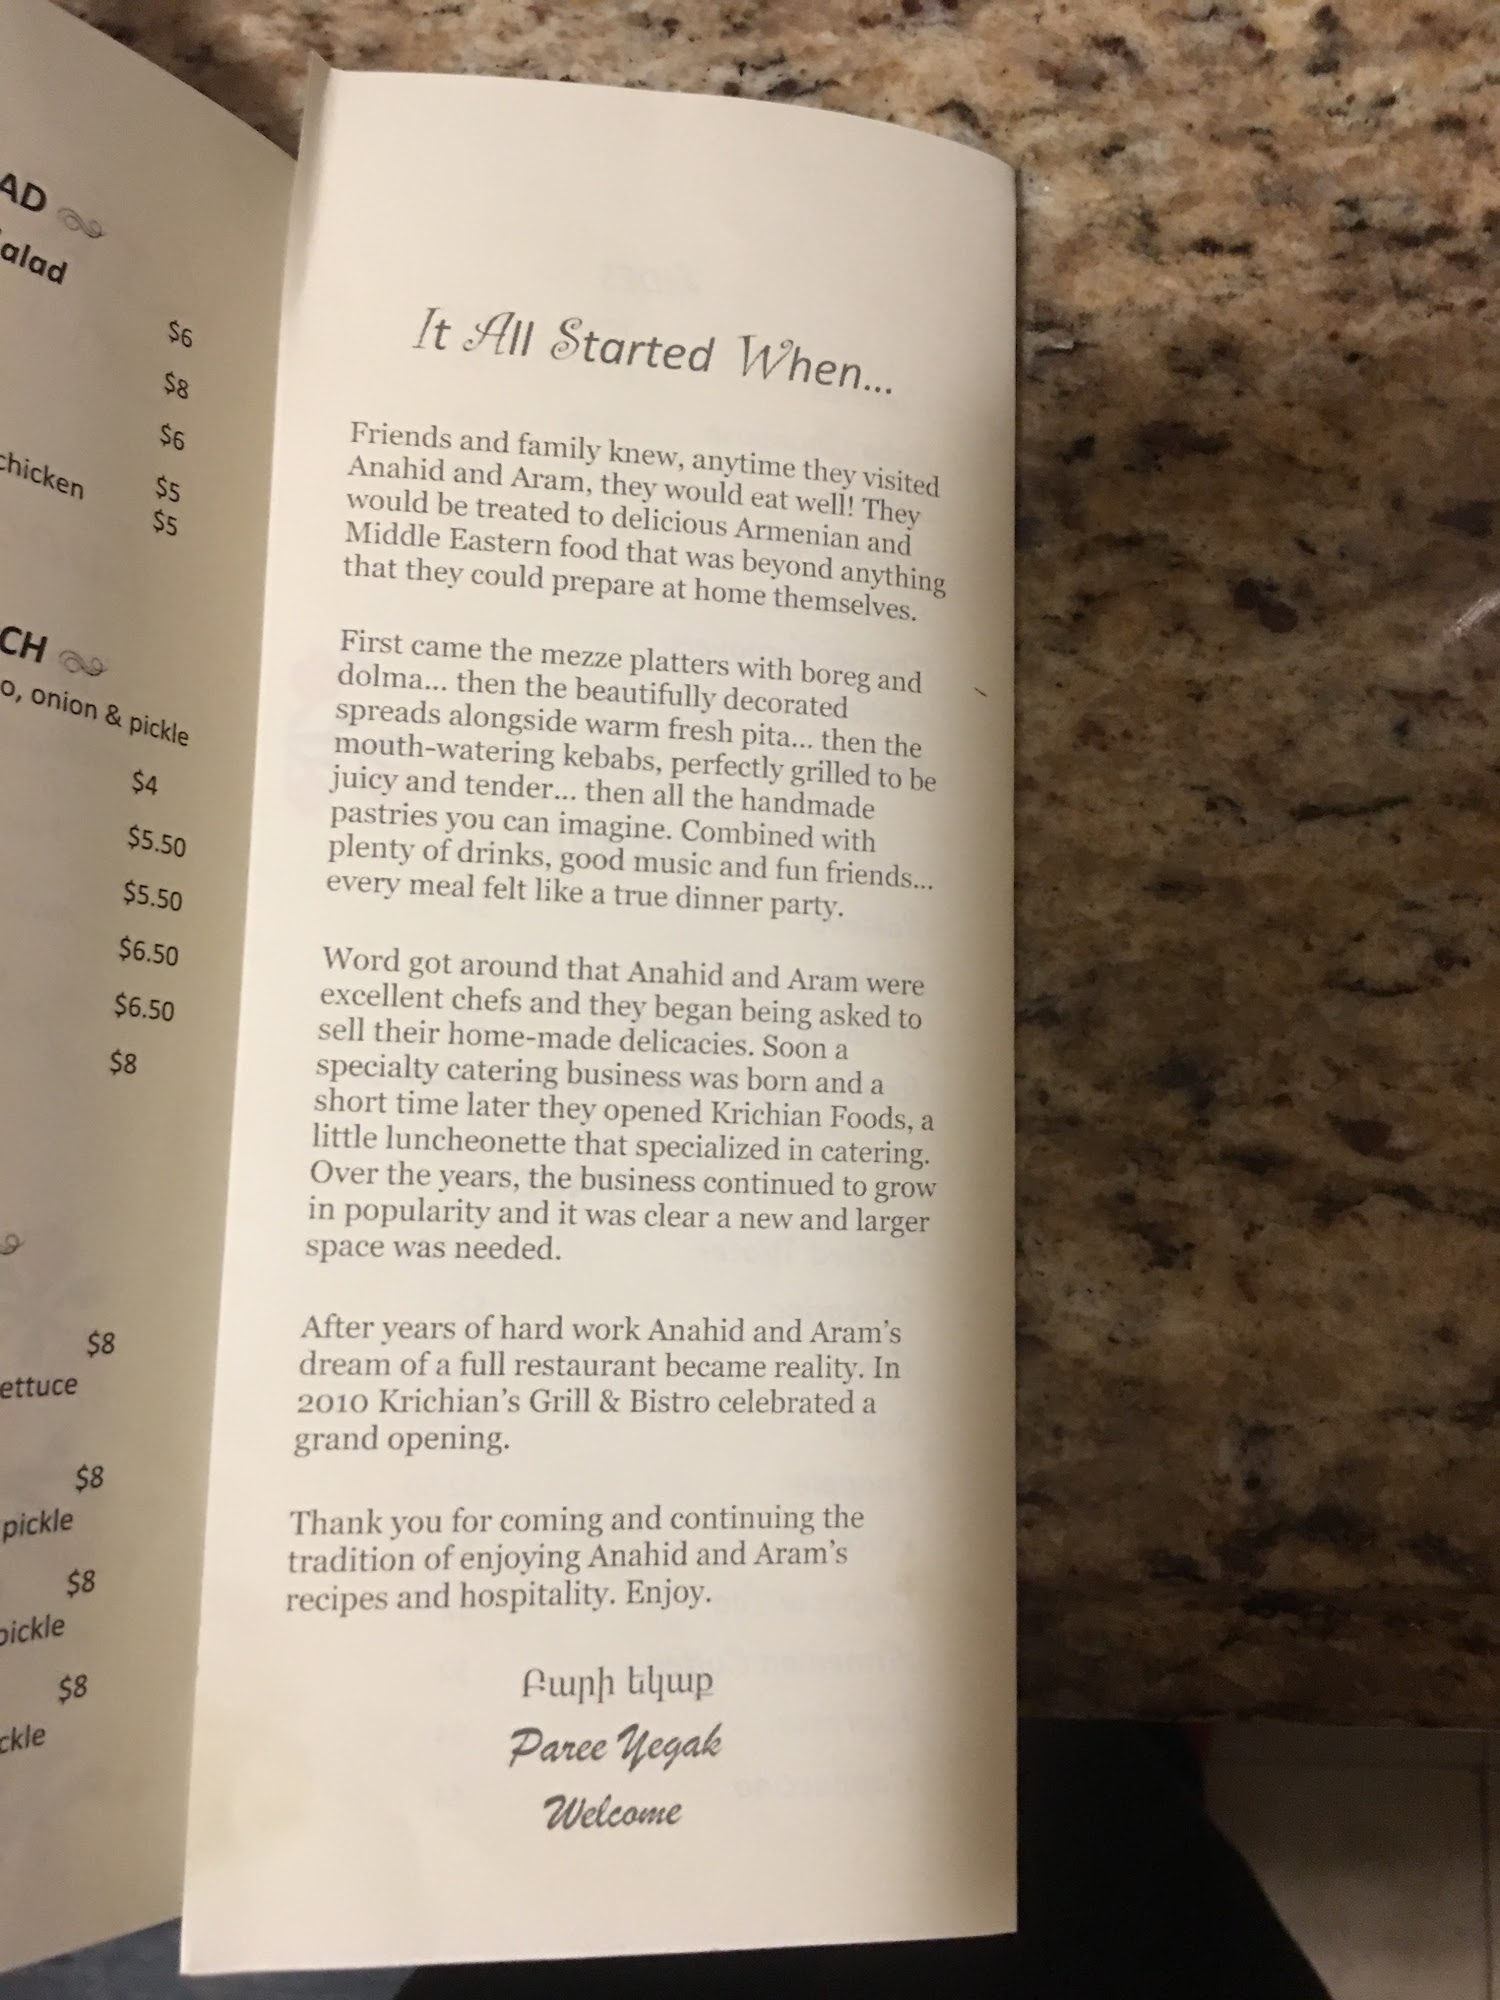 AD
alad
$6
$8
$6
chicken $5
$5
CH
o, onion & pickle
$4
$5.50
$5.50
$6.50
$6.50
$8
$8
ettuce
$8
pickle
$8
pickle
$8
ckle
It All Started When...
Friends and family knew, anytime they visited
Anahid and Aram, they would eat well! They
would be treated to delicious Armenian and
Middle Eastern food that was beyond anything
that they could prepare at home themselves.
First came the mezze platters with boreg and
dolma... then the beautifully decorated
spreads alongside warm fresh pita... then the
mouth-watering kebabs, perfectly grilled to be
juicy and tender... then all the handmade
pastries you can imagine. Combined with
plenty of drinks, good music and fun friends...
every meal felt like a true dinner party.
Word got around that Anahid and Aram were
excellent chefs and they began being asked to
sell their home-made delicacies. Soon a
specialty catering business was born and a
short time later they opened Krichian Foods, a
little luncheonette that specialized in catering.
Over the years, the business continued to grow
in popularity and it was clear a new and larger
space was needed.
After years of hard work Anahid and Aram's
dream of a full restaurant became reality. In
2010 Krichian's Grill & Bistro celebrated a
grand opening.
Thank you for coming and continuing the
tradition of enjoying Anahid and Aram's
recipes and hospitality. Enjoy.
Բարի եկաք
Paree Yegak
Welcome